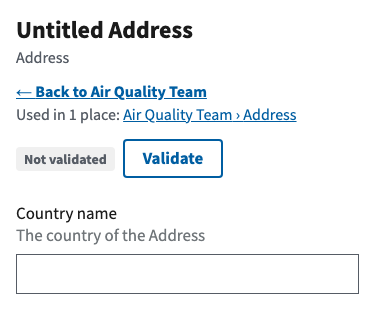 Untitled Address
Address
← Back to Air Quality Team
Used in 1 place: Air Quality Team › Address
Not validated
Validate
Country name
The country of the Address